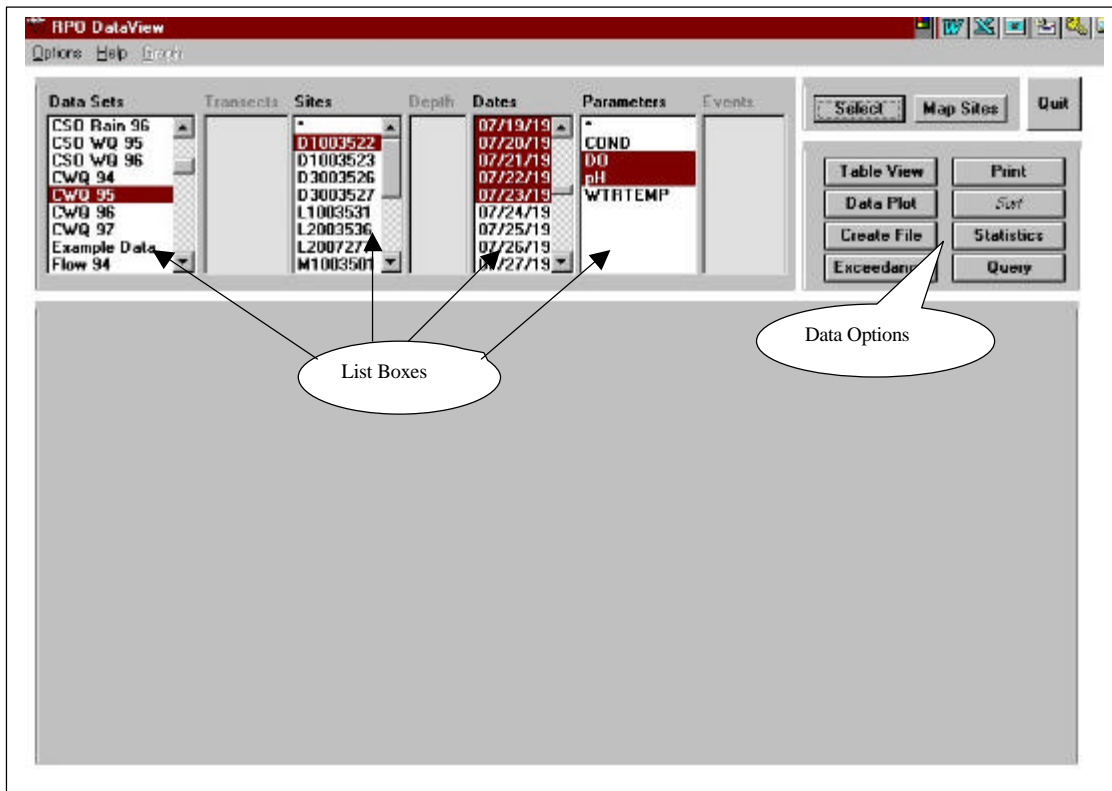 RPO DataView
Options Help Graph
Data Sets Transects Sites Depth Dates Parameters Events
CSO Rain 96
CSO WQ 95
CSO WQ 96
CWQ 94
CWQ 95
CWQ 96
CWQ 97
Example Data
Flow 94
*
D1003522
D1003523
D3003526
D3003527
L1003531
L2003536
L200727
M1003501
07/19/19
07/20/19
07/21/19
07/22/19
07/23/19
07/24/19
07/25/19
07/26/19
07/27/19
*
COND
DO
pH
WTRTEMP
Select Map Sites Quit
Table View Print
Data Plot Sort
Create File Statistics
Exceedanc Query
List Boxes
Data Options